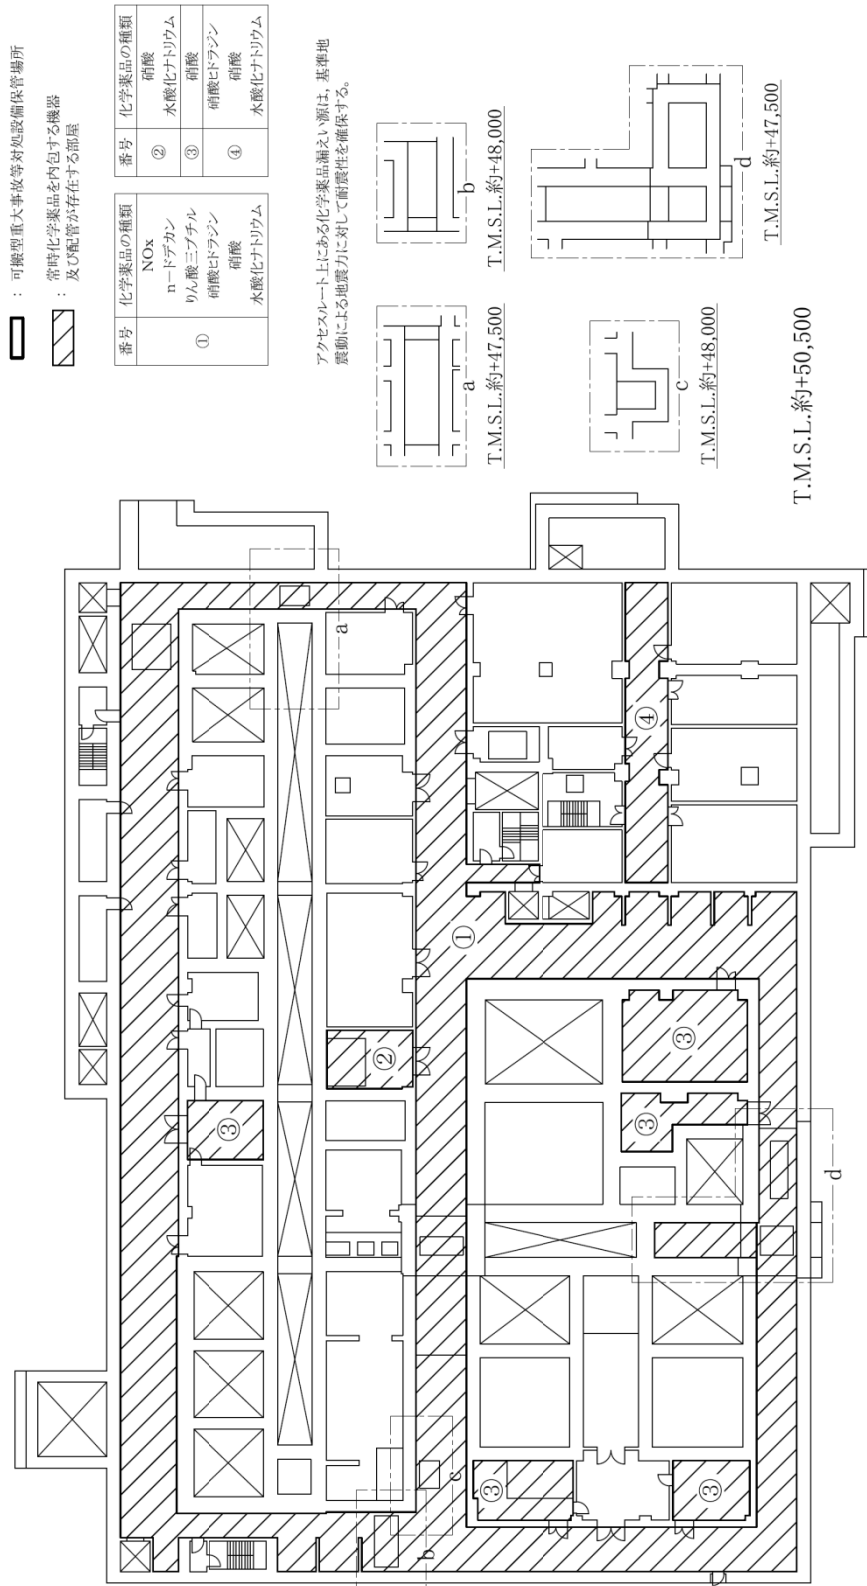 ： 可搬型重大事故等対処設備保管場所
： 常時化学薬品を内包する機器
及び配管が存在する部屋
番号 化学薬品の種類
① NOx
n－ドデカン
りん酸三ブチル
硝酸ヒドラジン
硝酸
水酸化ナトリウム
番号 化学薬品の種類
② 硝酸
水酸化ナトリウム
③ 硝酸
④ 硝酸ヒドラジン
硝酸
水酸化ナトリウム
アクセスルート上にある化学薬品漏えい源は，基準地
震動による地震力に対して耐震性を確保する。
a
T.M.S.L.約+47,500
b
T.M.S.L.約+48,000
c
T.M.S.L.約+48,000
d
T.M.S.L.約+47,500
T.M.S.L.約+50,500
a
①
④
②
③
③
③
③
③
b
c
d